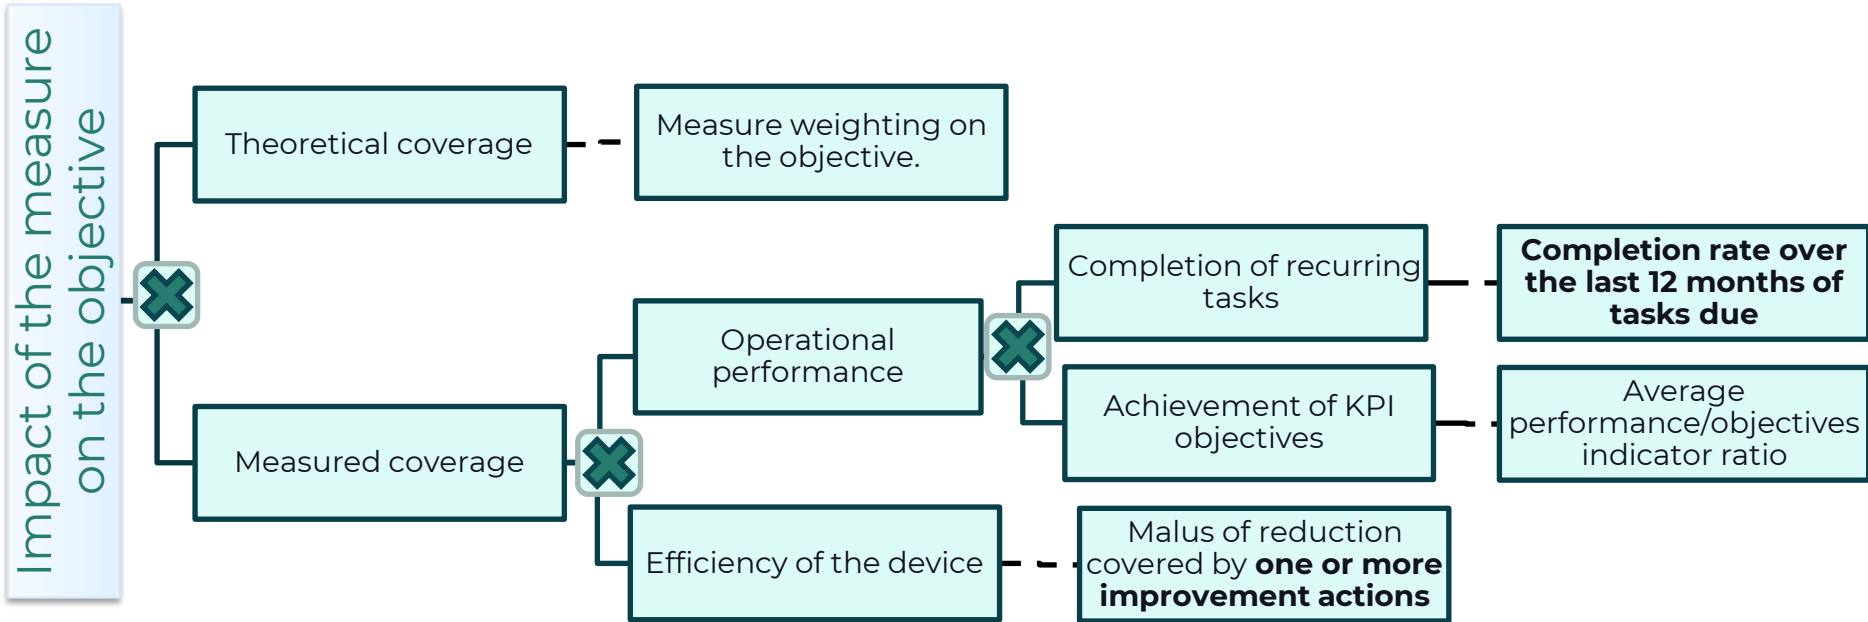 Impact of the measure
on the objective
Theoretical coverage
Measure weighting on
the objective.
Measured coverage
Operational
performance
Completion of recurring
tasks
Completion rate over
the last 12 months of
tasks due
Achievement of KPI
objectives
Average
performance/objectives
indicator ratio
Efficiency of the device
Malus of reduction
covered by one or more
improvement actions